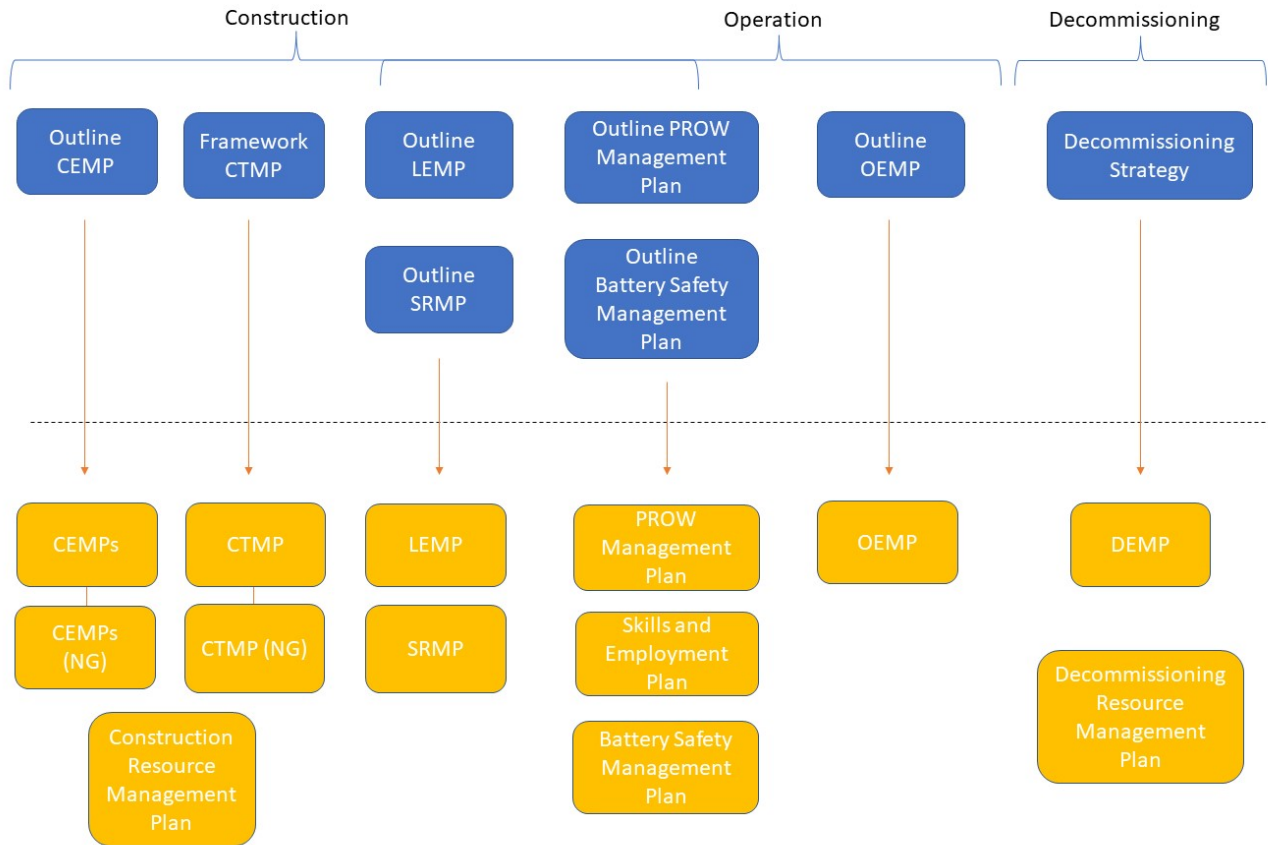 Construction
Operation
Decommissioning
Outline
CEMP
Framework
CTMP
Outline
LEMP
Outline PROW
Management
Plan
Outline
OEMP
Decommissioning
Strategy
Outline
SRMP
Outline
Battery Safety
Management
Plan
CEMPs
CTMP
LEMP
PROW
Management
Plan
OEMP
DEMP
CEMPs
(NG)
CTMP (NG)
SRMP
Skills and
Employment
Plan
Decommissioning
Resource
Management
Plan
Construction
Resource
Management
Plan
Battery Safety
Management
Plan